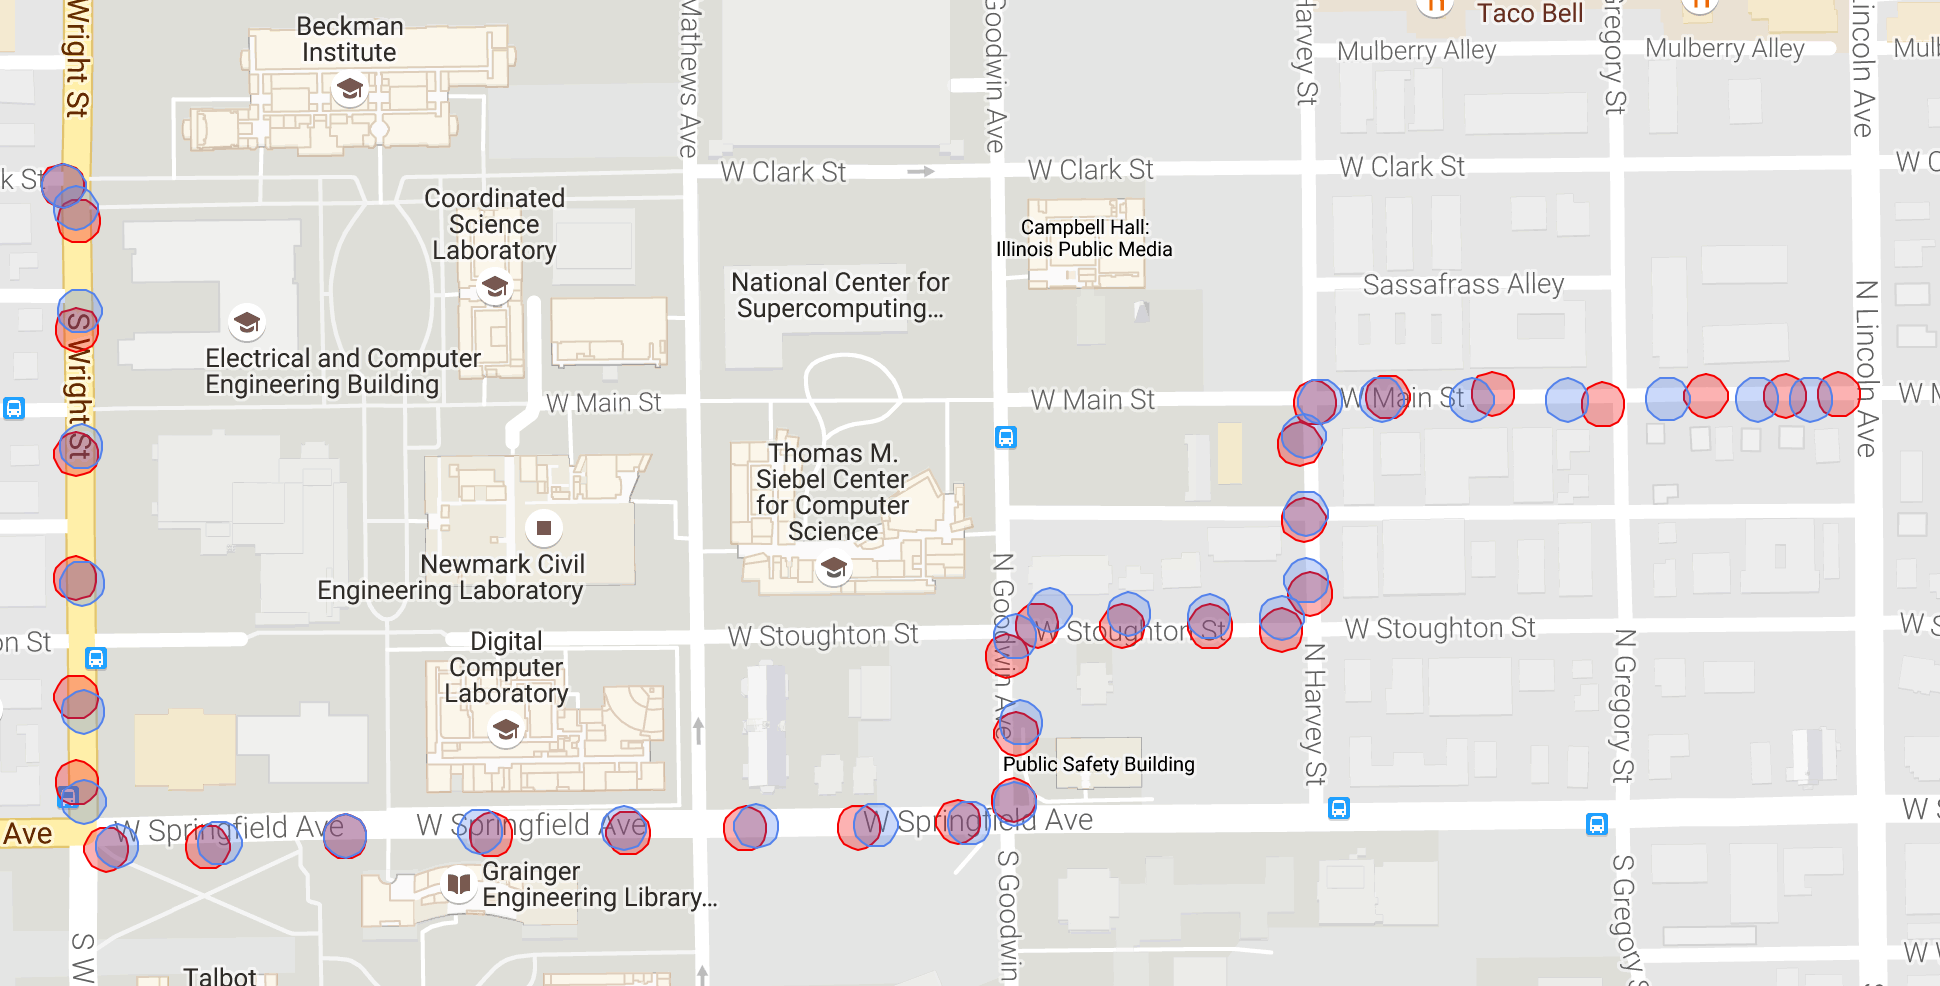 Wright St
Beckman
Institute
Mathews Ave
Goodwin Ave
Harvey St
Taco Bell
Mulberry Alley
Gregory St
Mulberry Alley
Lincoln Ave
Mul
k St
W Clark St
W Clark St
W Clark St
W C
Coordinated
Science
Laboratory
Campbell Hall:
Illinois Public Media
National Center for
Supercomputing...
Sassafrass Alley
N Lincoln Ave
S Wright St
Electrical and Computer
Engineering Building
W Main St
W Main St
W Main St
W M
Thomas M.
Siebel Center
for Computer
Science
Newmark Civil
Engineering Laboratory
N Goodwin Ave
on St
Digital
Computer
Laboratory
W Stoughton St
W Stoughton St
W Stoughton St
W S
N Harvey St
N Gregory St
Public Safety Building
Ave
W Springfield Ave
W Springfield Ave
W Springfield Ave
W S
Grainger
Engineering Library...
S Goodwin
S Gregory S
S W
Talbot
W W